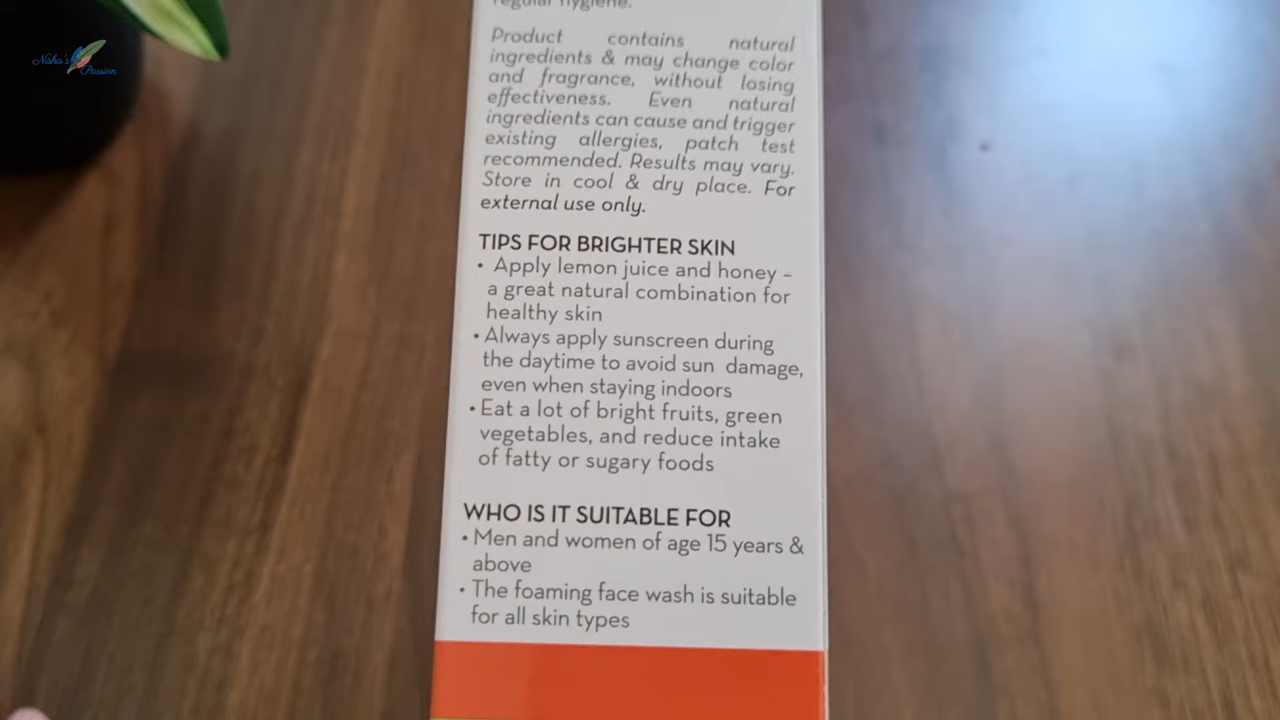 Nisha's
Passion
regular hygiene.
Product contains natural
ingredients & may change color
and fragrance, without losing
effectiveness. Even natural
ingredients can cause and trigger
existing allergies, patch test
recommended. Results may vary.
Store in cool & dry place. For
external use only.
TIPS FOR BRIGHTER SKIN
• Apply lemon juice and honey –
a great natural combination for
healthy skin
• Always apply sunscreen during
the daytime to avoid sun damage,
even when staying indoors
• Eat a lot of bright fruits, green
vegetables, and reduce intake
of fatty or sugary foods
WHO IS IT SUITABLE FOR
• Men and women of age 15 years &
above
• The foaming face wash is suitable
for all skin types